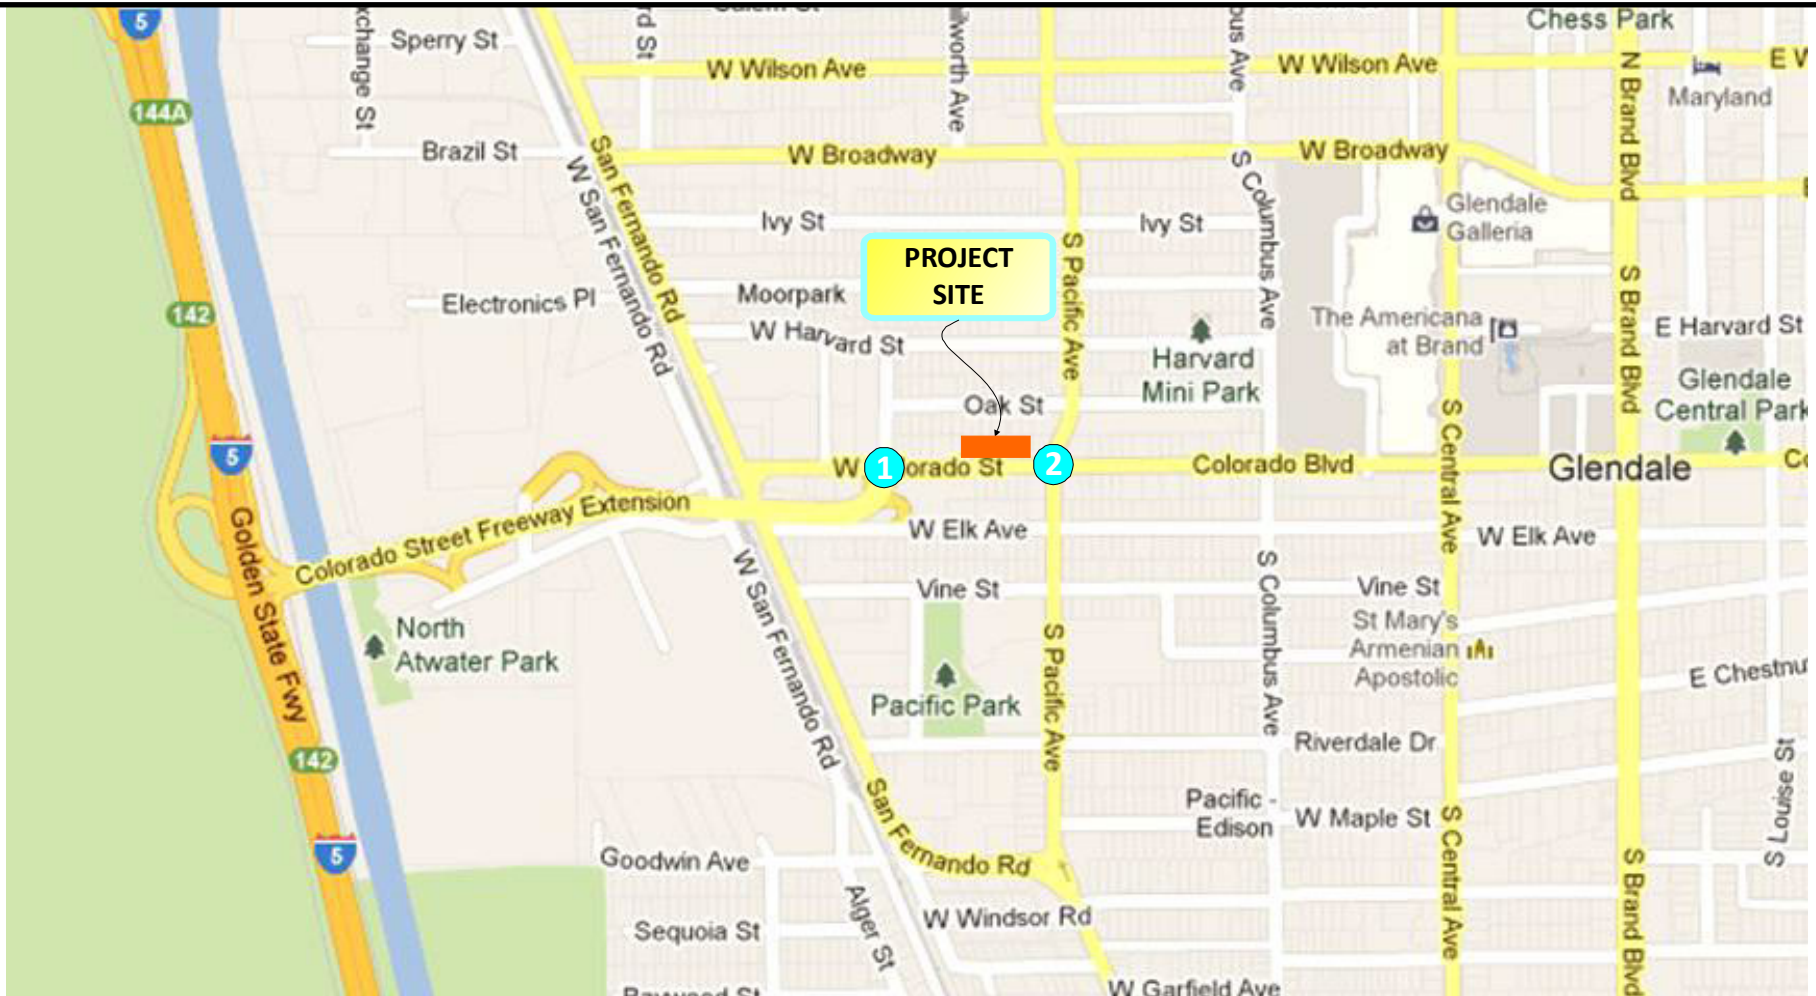 Chess Park
5
Sperry St
W Wilson Ave
W Wilson Ave
Maryland
N Brand Blvd
144A
Brazil St
W Broadway
W Broadway
San Fernando Rd
W San Fernando Rd
S Columbus Ave
Ivy St
Ivy St
Glendale
Galleria
S Pacific Ave
PROJECT
SITE
Electronics Pl
Moorpark
142
S Brand Blvd
W Harvard St
The Americana
at Brand
E Harvard St
Harvard
Mini Park
Glendale
Central Park
Oak St
S Central Ave
5
1
2
Colorado Blvd
Glendale
Colorado Street Freeway Extension
Golden State Fwy
W Elk Ave
W Elk Ave
W San Fernando Rd
S Columbus Ave
Vine St
Vine St
North
Atwater Park
St Mary's
Armenian
Apostolic
S Pacific Ave
Pacific Park
Riverdale Dr
142
S Louise St
San Fernando Rd
Pacific -
Edison
W Maple St
S Central Ave
5
Goodwin Ave
S Brand Blvd
Alger St
W Windsor Rd
Sequoia St
W Garfield Ave